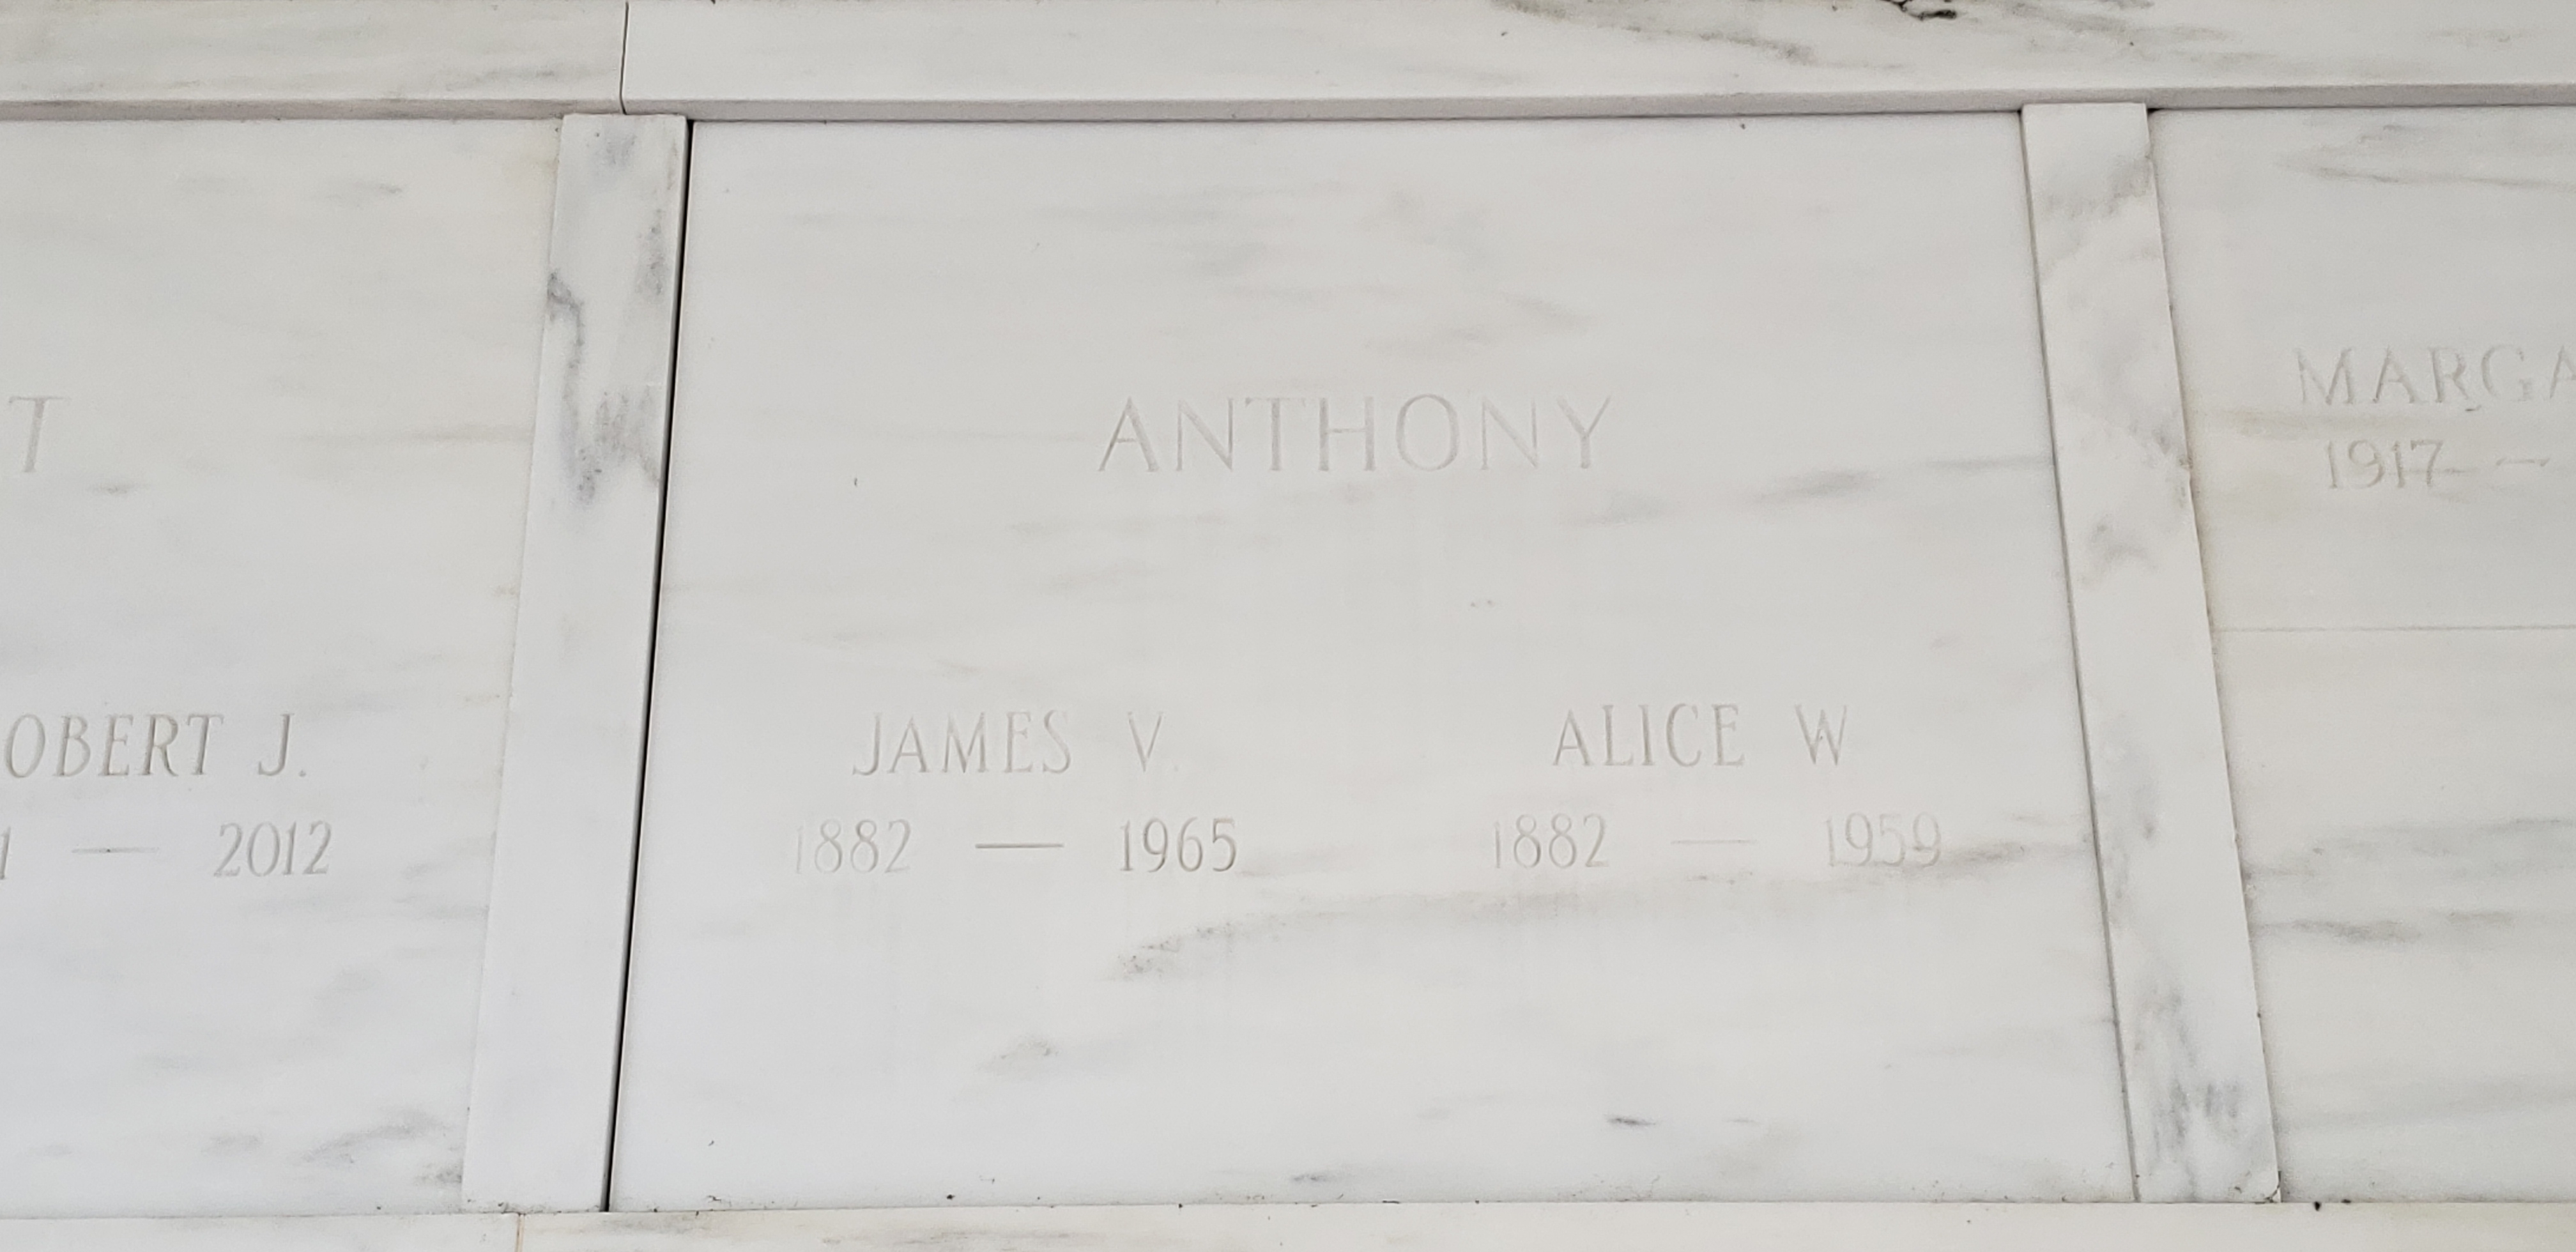 T
OBERT J.
1 — 2012
ANTHONY
JAMES V.
1882 — 1965
ALICE W
1882 — 1959
MARGA
1917 —